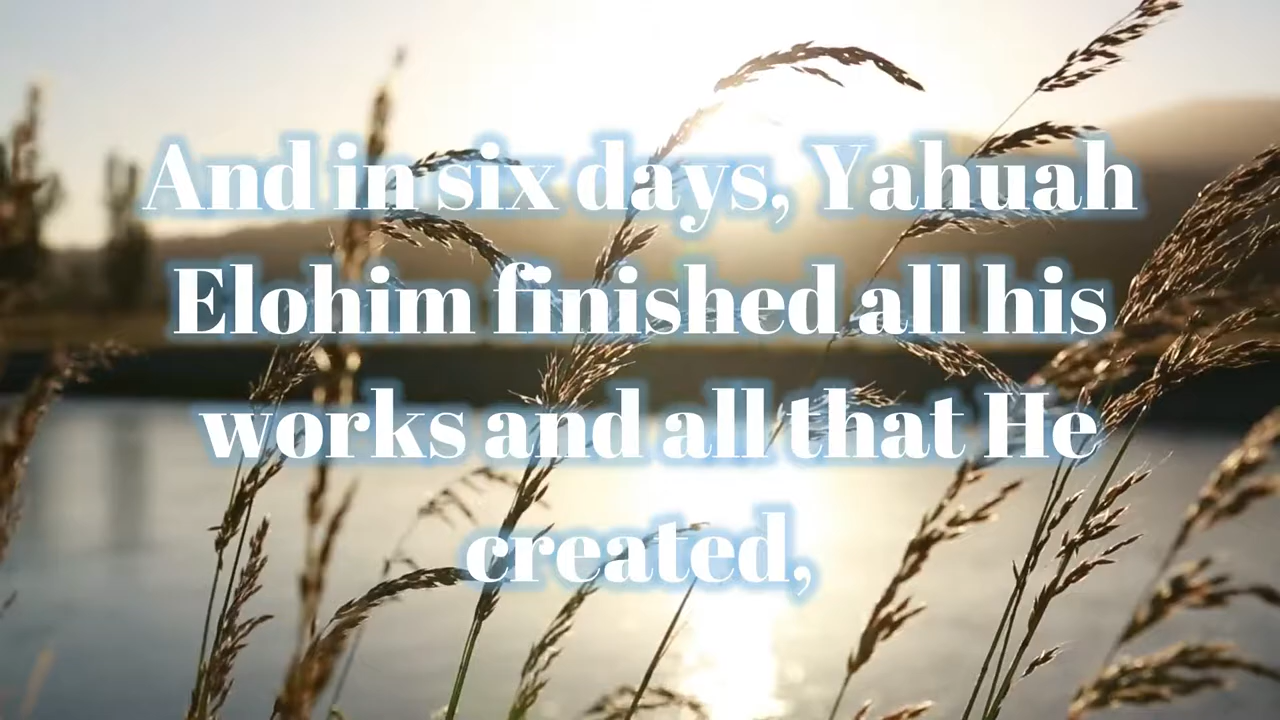 And in six days, Yahuah
Elohim finished all his
works and all that He
created,